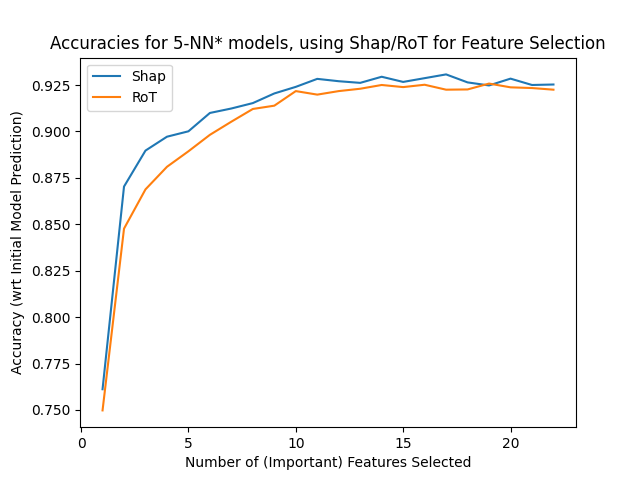 Accuracies for 5-NN* models, using Shap/RoT for Feature Selection
Shap
RoT
Accuracy (wrt Initial Model Prediction)
0.925
0.900
0.875
0.850
0.825
0.800
0.775
0.750
0
5
10
15
20
Number of (Important) Features Selected